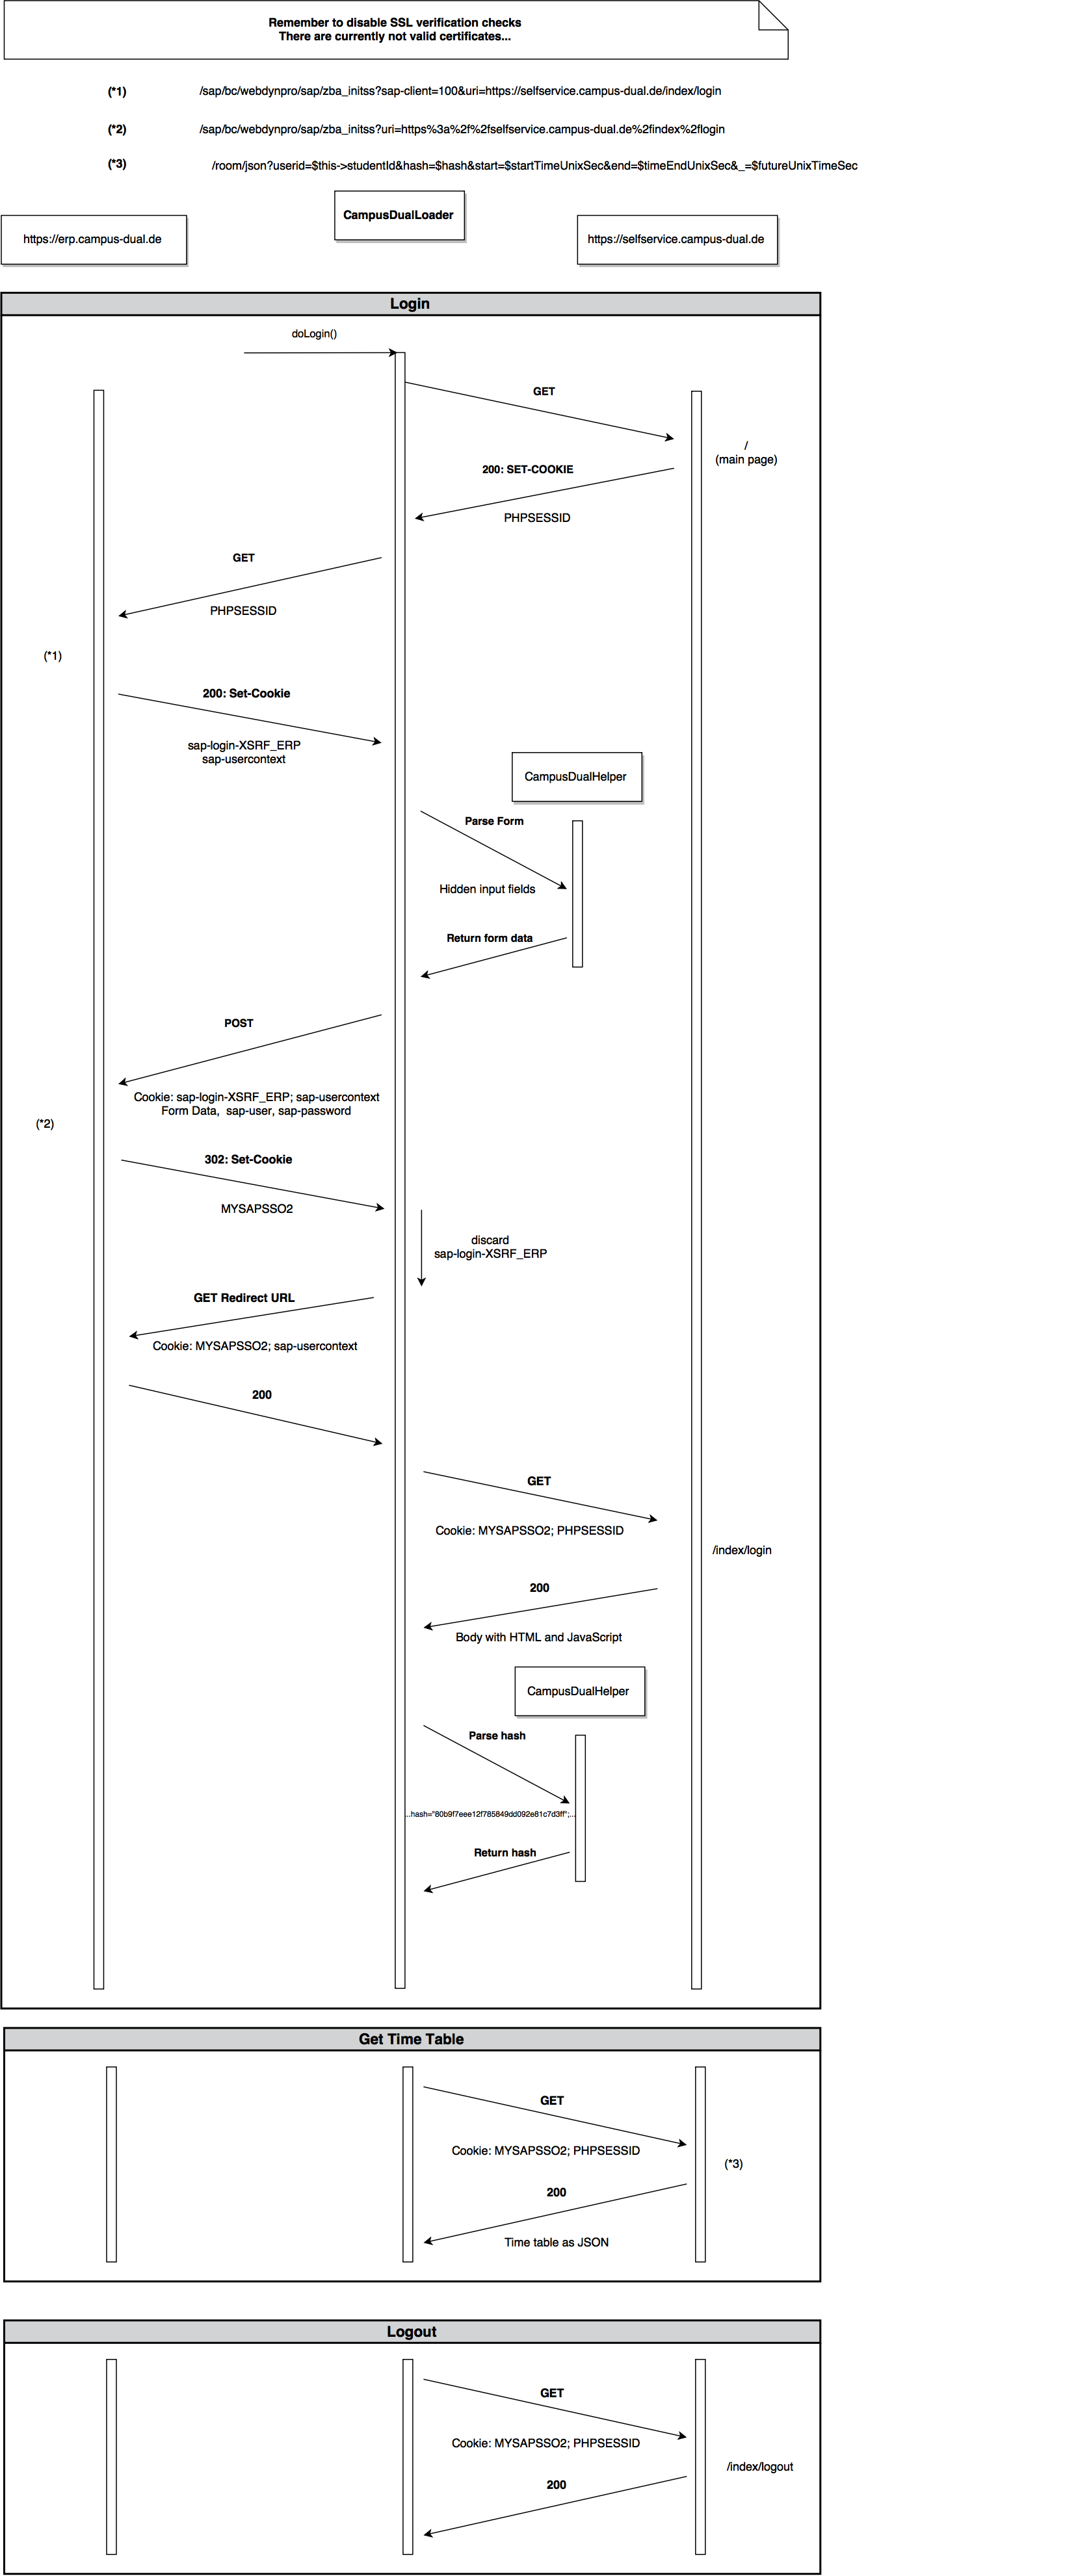 Remember to disable SSL verification checks
There are currently not valid certificates...
(*1) /sap/bc/webdynpro/sap/zba_initss?sap-client=100&uri=https://selfservice.campus-dual.de/index/login
(*2) /sap/bc/webdynpro/sap/zba_initss?uri=https%3a%2f%2fselfservice.campus-dual.de%2findex%2flogin
(*3) /room/json?userid=$this->studentId&hash=$hash&start=$startTimeUnixSec&end=$timeEndUnixSec&_=$futureUnixTimeSec
CampusDualLoader
https://erp.campus-dual.de
https://selfservice.campus-dual.de
Login
doLogin()
GET
/
(main page)
200: SET-COOKIE
PHPSESSID
GET
PHPSESSID
(*1)
200: Set-Cookie
sap-login-XSRF_ERP
sap-usercontext
CampusDualHelper
Parse Form
Hidden input fields
Return form data
POST
Cookie: sap-login-XSRF_ERP; sap-usercontext
Form Data, sap-user, sap-password
(*2)
302: Set-Cookie
MYSAPSSO2
discard
sap-login-XSRF_ERP
GET Redirect URL
Cookie: MYSAPSSO2; sap-usercontext
200
GET
Cookie: MYSAPSSO2; PHPSESSID
/index/login
200
Body with HTML and JavaScript
CampusDualHelper
Parse hash
...hash="80b9f7eee12f785849dd092e81c7d3ff";...
Return hash
Get Time Table
GET
Cookie: MYSAPSSO2; PHPSESSID
(*3)
200
Time table as JSON
Logout
GET
Cookie: MYSAPSSO2; PHPSESSID
/index/logout
200